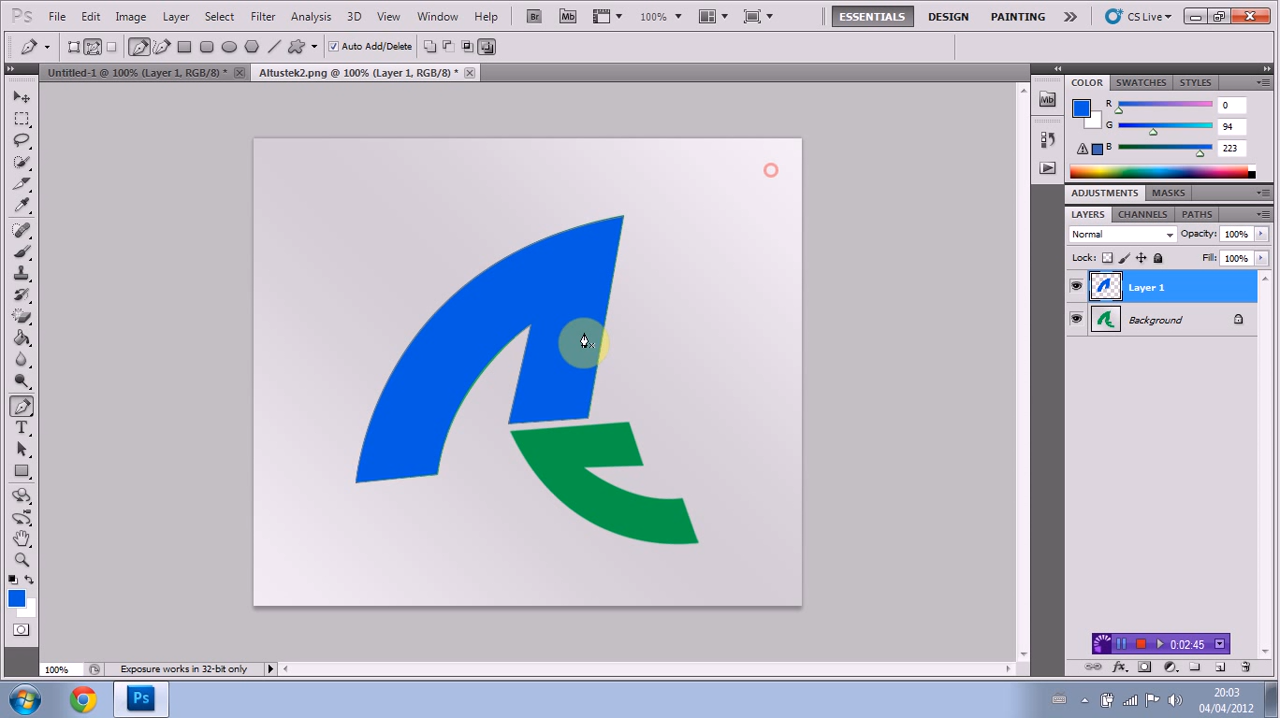 Ps File Edit Image Layer Select Filter Analysis 3D View Window Help Br Mb 100% ESSENTIALS DESIGN PAINTING CS Live
Auto Add/Delete
Untitled-1 @ 100% (Layer 1, RGB/8) * Altustek2.png @ 100% (Layer 1, RGB/8) *
COLOR SWATCHES STYLES
Mb
R 0
G 94
B 223
ADJUSTMENTS MASKS
LAYERS CHANNELS PATHS
Normal Opacity: 100%
Lock: Fill: 100%
Layer 1
Background
T
0:02:45
100% Exposure works in 32-bit only
fx
Ps
20:03
04/04/2012